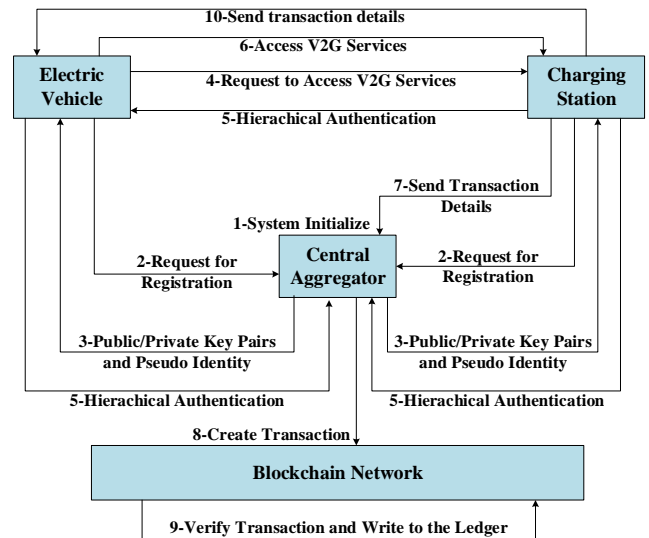 10-Send transaction details
6-Access V2G Services
Electric
Vehicle
4-Request to Access V2G Services
Charging
Station
5-Hierachical Authentication
7-Send Transaction
Details
1-System Initialize
Central
Aggregator
2-Request for
Registration
2-Request for
Registration
3-Public/Private Key Pairs
and Pseudo Identity
3-Public/Private Key Pairs
and Pseudo Identity
5-Hierachical Authentication
5-Hierachical Authentication
8-Create Transaction
Blockchain Network
9-Verify Transaction and Write to the Ledger